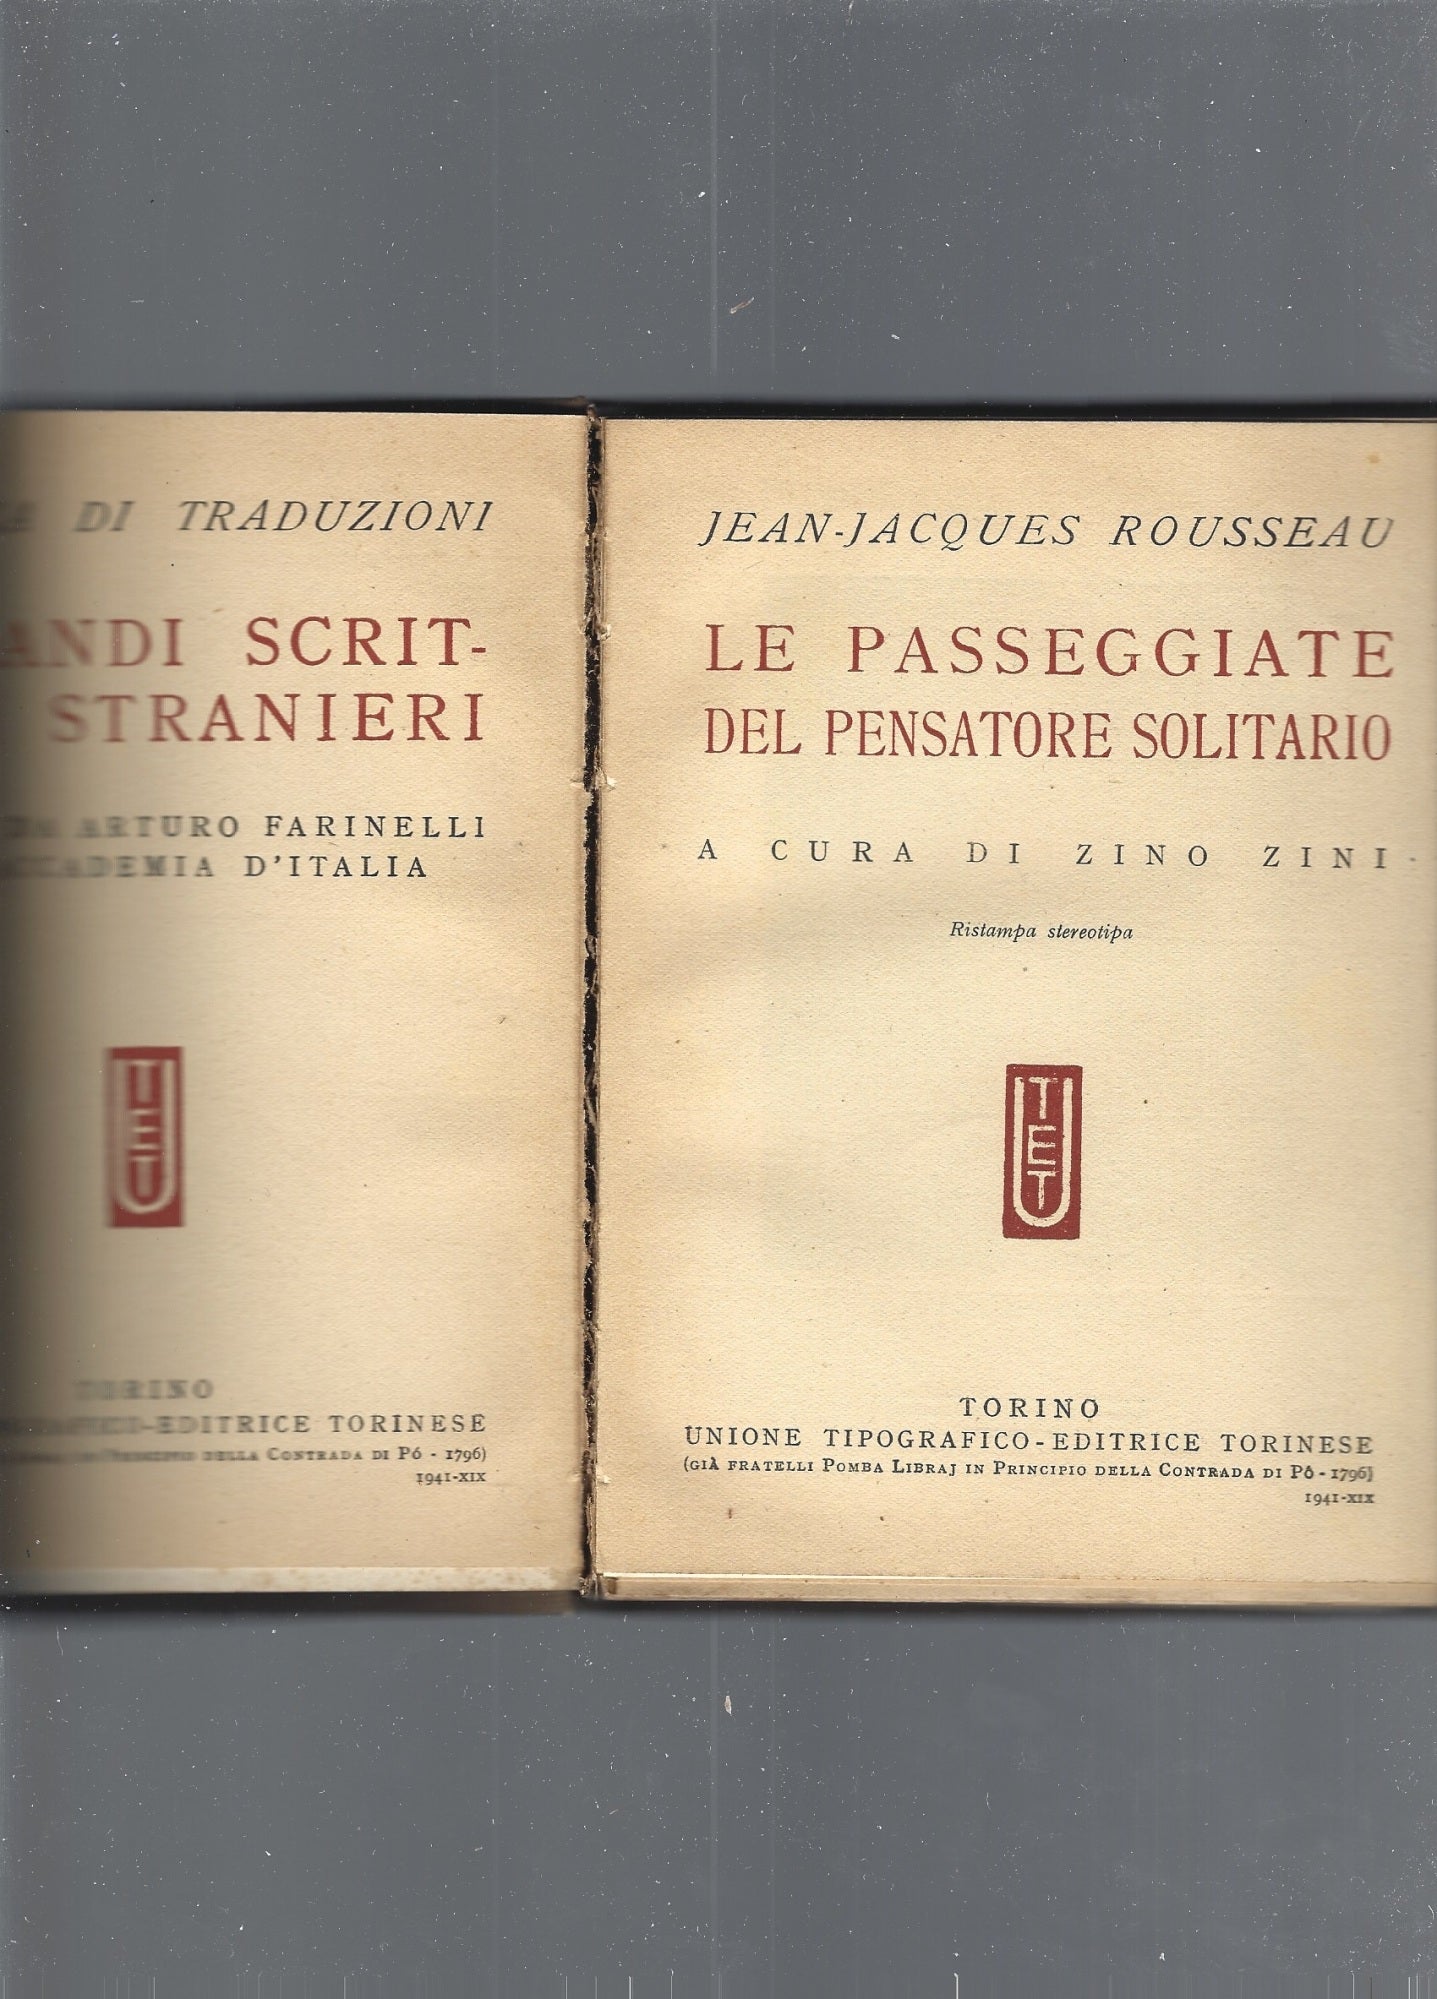 DI TRADUZIONI
ANDI SCRIT-
STRANIERI
ARTURO FARINELLI
D'ITALIA
UTET
TORINO
-EDITRICE TORINESE
DELLA CONTRADA DI PÒ - 1796)
1941-XIX
JEAN-JACQUES ROUSSEAU
LE PASSEGGIATE
DEL PENSATORE SOLITARIO
A CURA DI ZINO ZINI
Ristampa stereotipa
UTET
TORINO
UNIONE TIPOGRAFICO-EDITRICE TORINESE
(GIÀ FRATELLI POMBA LIBRAJ IN PRINCIPIO DELLA CONTRADA DI PÒ - 1796)
1941-XIX